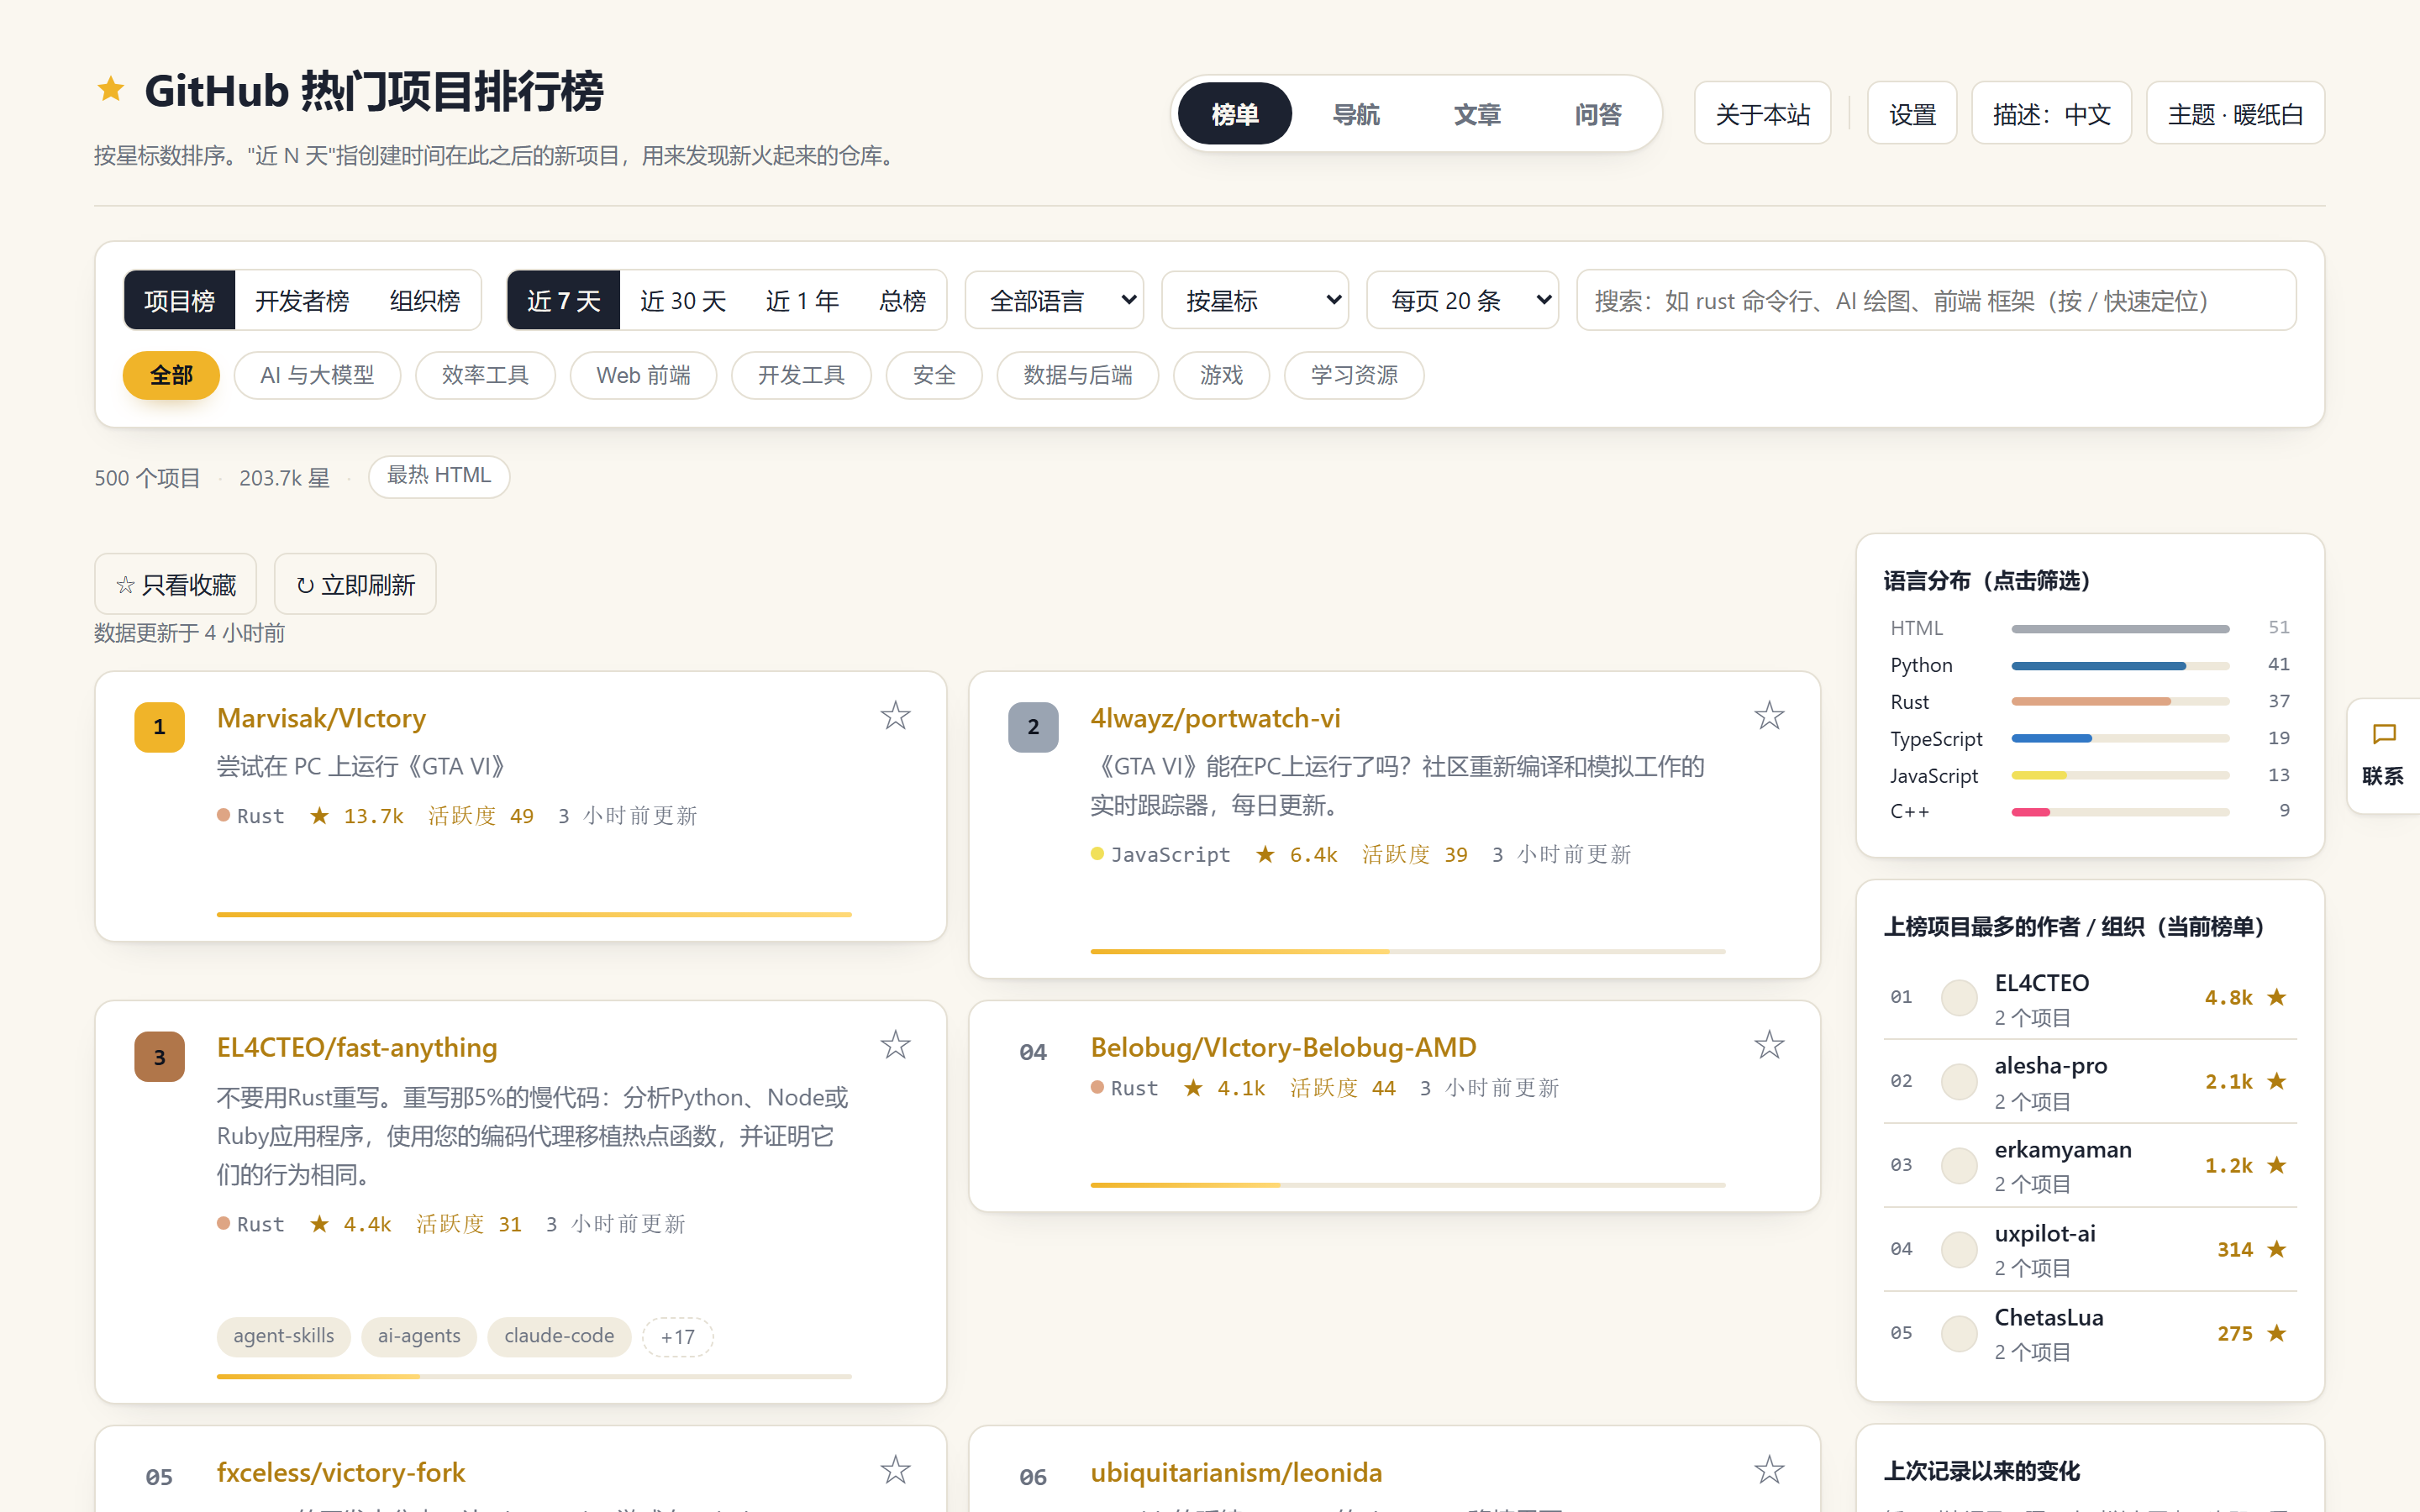 GitHub 热门项目排行榜
按星标数排序。"近 N 天"指创建时间在此之后的新项目，用来发现新火起来的仓库。
榜单 导航 文章 问答 关于本站 设置 描述：中文 主题 · 暖纸白
项目榜 开发者榜 组织榜 近 7 天 近 30 天 近 1 年 总榜 全部语言 按星标 每页 20 条 搜索：如 rust 命令行、AI 绘图、前端 框架（按 / 快速定位）
全部 AI 与大模型 效率工具 Web 前端 开发工具 安全 数据与后端 游戏 学习资源
500 个项目 · 203.7k 星 · 最热 HTML
☆ 只看收藏 ↻ 立即刷新
数据更新于 4 小时前
1 Marvisak/VIctory ☆
尝试在 PC 上运行《GTA VI》
Rust ★ 13.7k 活跃度 49 3 小时前更新
2 4lwayz/portwatch-vi ☆
《GTA VI》能在PC上运行了吗？社区重新编译和模拟工作的
实时跟踪器，每日更新。
JavaScript ★ 6.4k 活跃度 39 3 小时前更新
3 EL4CTEO/fast-anything ☆
不要用Rust重写。重写那5%的慢代码：分析Python、Node或
Ruby应用程序，使用您的编码代理移植热点函数，并证明它
们的行为相同。
Rust ★ 4.4k 活跃度 31 3 小时前更新
agent-skills ai-agents claude-code +17
04 Belobug/VIctory-Belobug-AMD ☆
Rust ★ 4.1k 活跃度 44 3 小时前更新
05 fxceless/victory-fork ☆
06 ubiquitarianism/leonida ☆
语言分布（点击筛选）
HTML 51
Python 41
Rust 37
TypeScript 19
JavaScript 13
C++ 9
上榜项目最多的作者 / 组织（当前榜单）
01 EL4CTEO 4.8k ★
2 个项目
02 alesha-pro 2.1k ★
2 个项目
03 erkamyaman 1.2k ★
2 个项目
04 uxpilot-ai 314 ★
2 个项目
05 ChetasLua 275 ★
2 个项目
上次记录以来的变化
联系